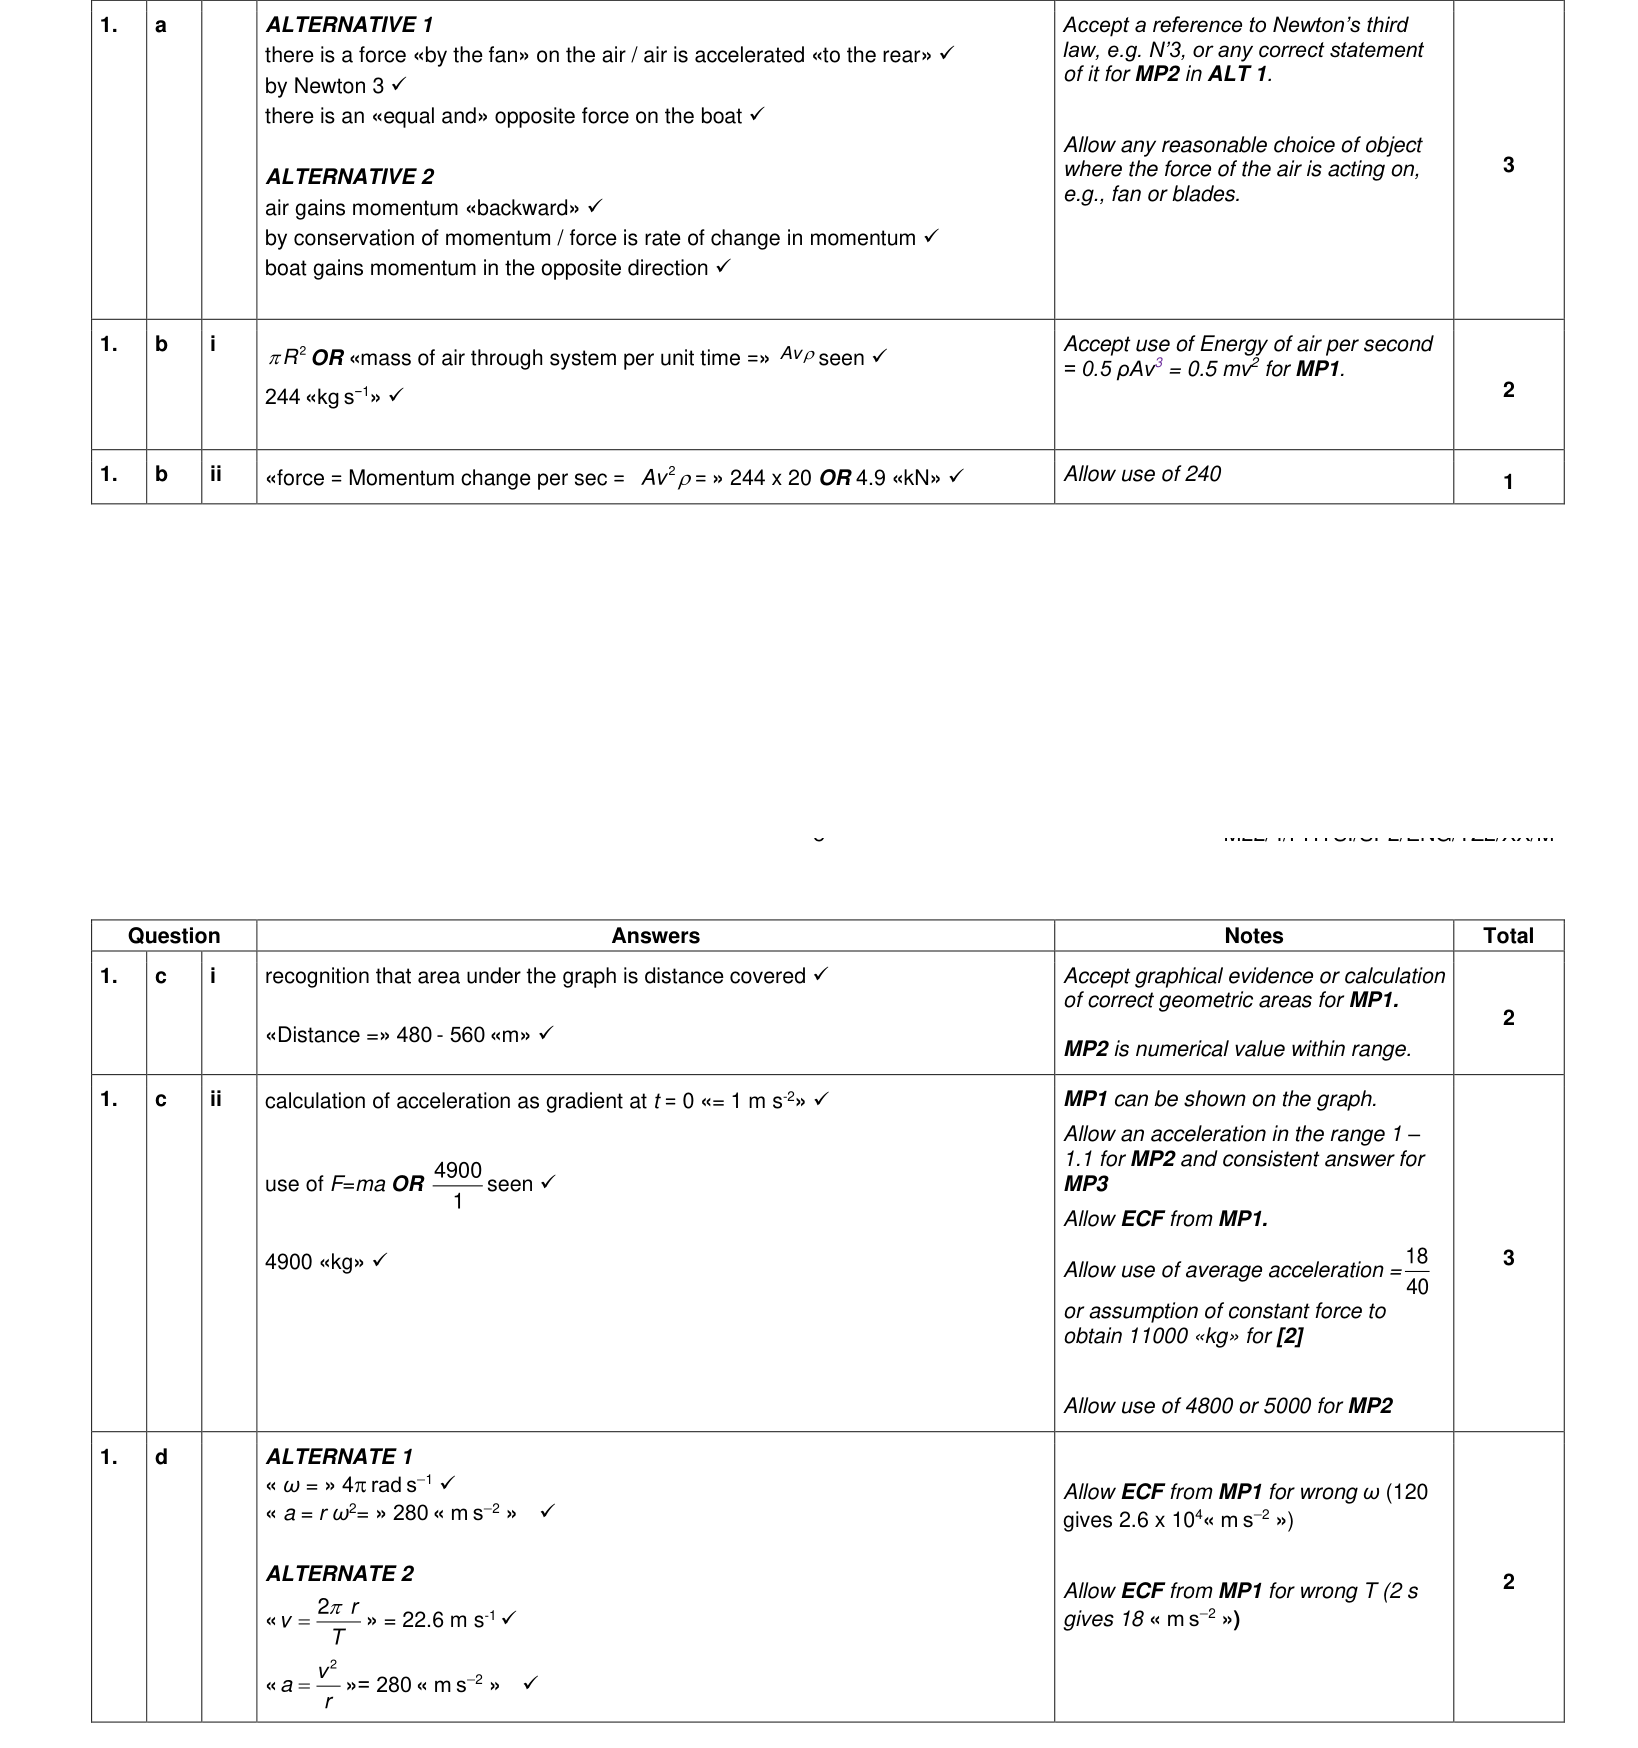 1. a ALTERNATIVE 1
there is a force «by the fan» on the air / air is accelerated «to the rear» ✓
by Newton 3 ✓
there is an «equal and» opposite force on the boat ✓
ALTERNATIVE 2
air gains momentum «backward» ✓
by conservation of momentum / force is rate of change in momentum ✓
boat gains momentum in the opposite direction ✓
Accept a reference to Newton's third
law, e.g. N'3, or any correct statement
of it for MP2 in ALT 1.
Allow any reasonable choice of object
where the force of the air is acting on,
e.g., fan or blades.
3
1. b i πR² OR «mass of air through system per unit time =» Avρ seen ✓
244 «kg s⁻¹» ✓
Accept use of Energy of air per second
= 0.5 ρAv³ = 0.5 mv² for MP1.
2
1. b ii «force = Momentum change per sec = Av²ρ = » 244 x 20 OR 4.9 «kN» ✓
Allow use of 240
1
Question Answers Notes Total
1. c i recognition that area under the graph is distance covered ✓
«Distance =» 480 - 560 «m» ✓
Accept graphical evidence or calculation
of correct geometric areas for MP1.
MP2 is numerical value within range.
2
1. c ii calculation of acceleration as gradient at t = 0 «= 1 m s⁻²» ✓
use of F=ma OR 4900/1 seen ✓
4900 «kg» ✓
MP1 can be shown on the graph.
Allow an acceleration in the range 1 –
1.1 for MP2 and consistent answer for
MP3
Allow ECF from MP1.
Allow use of average acceleration = 18/40
or assumption of constant force to
obtain 11000 «kg» for [2]
Allow use of 4800 or 5000 for MP2
3
1. d ALTERNATE 1
« ω = » 4π rad s⁻¹ ✓
« a = r ω²= » 280 « m s⁻² » ✓
ALTERNATE 2
« v = 2π r/T » = 22.6 m s⁻¹ ✓
« a = v²/r »= 280 « m s⁻² » ✓
Allow ECF from MP1 for wrong ω (120
gives 2.6 x 10⁴« m s⁻² »)
Allow ECF from MP1 for wrong T (2 s
gives 18 « m s⁻² »)
2